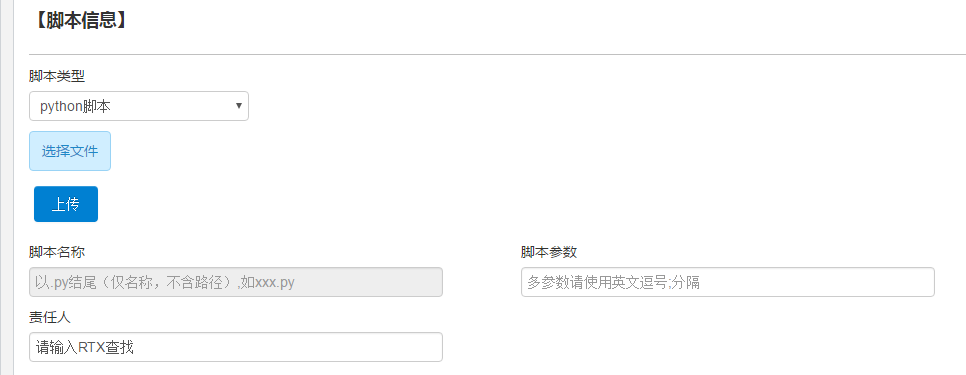 【脚本信息】
脚本类型
python脚本
选择文件
上传
脚本名称
脚本参数
以.py结尾（仅名称，不含路径）,如xxx.py
多参数请使用英文逗号;分隔
责任人
请输入RTX查找